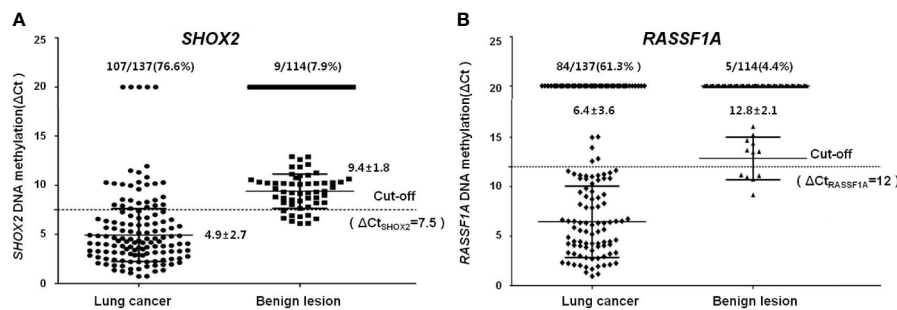 A
SHOX2
SHOX2 DNA methylation(ΔCt)
25
20
15
10
5
0
107/137(76.6%)
9/114(7.9%)
9.4±1.8
Cut-off
( ΔCtSHOX2=7.5 )
4.9±2.7
Lung cancer
Benign lesion
B
RASSF1A
RASSF1A DNA methylation(ΔCt)
25
20
15
10
5
0
84/137(61.3% )
5/114(4.4%)
6.4±3.6
12.8±2.1
Cut-off
( ΔCtRASSF1A=12 )
Lung cancer
Benign lesion